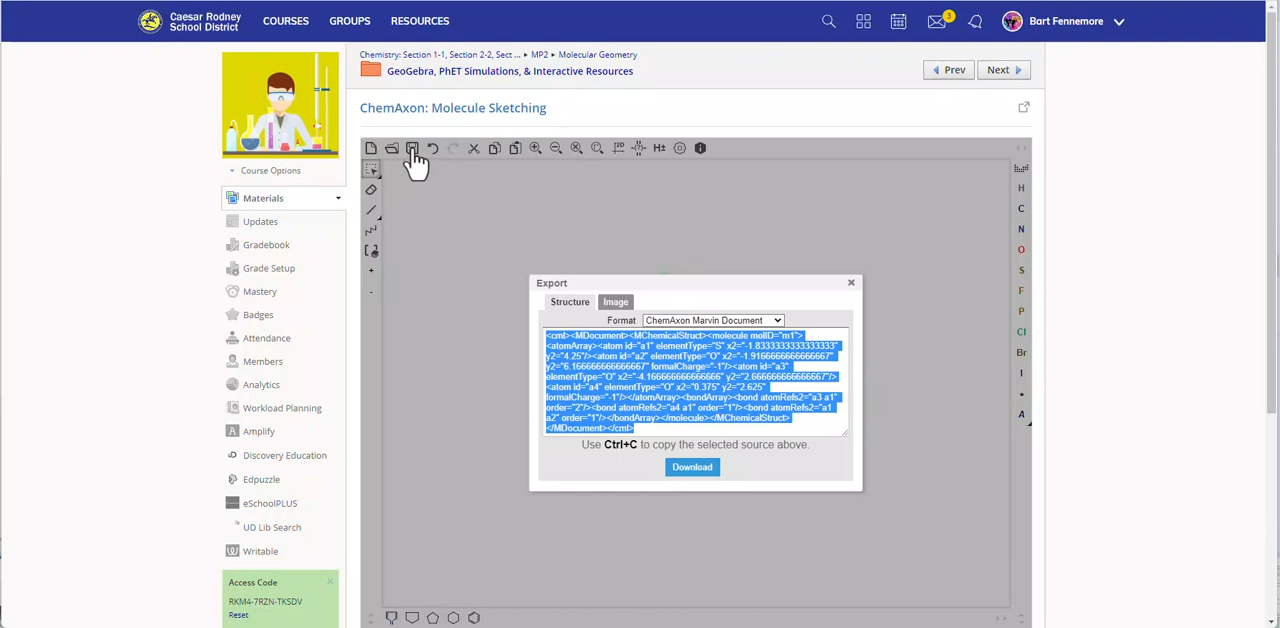 Caesar Rodney
School District
COURSES
GROUPS
RESOURCES
3
Bart Fennemore
Chemistry: Section 1-1, Section 2-2, Sect ... ▸ MP2 ▸ Molecular Geometry
GeoGebra, PhET Simulations, & Interactive Resources
Prev
Next
ChemAxon: Molecule Sketching
Course Options
Materials
Updates
Gradebook
Grade Setup
Mastery
Badges
Attendance
Members
Analytics
Workload Planning
Amplify
Discovery Education
Edpuzzle
eSchoolPLUS
UD Lib Search
Writable
Access Code
RKM4-7RZN-TKSDV
Reset
2D
H±
Export
Structure
Image
Format
ChemAxon Marvin Document
<cml><MDocument><MChemicalStruct><molecule molID="m1">
<atomArray><atom id="a1" elementType="S" x2="-1.8333333333333333"
y2="4.25"/><atom id="a2" elementType="O" x2="-1.9166666666666667"
y2="6.166666666666667" formalCharge="-1"/><atom id="a3"
elementType="O" x2="-4.166666666666666" y2="2.6666666666666667"/>
<atom id="a4" elementType="O" x2="0.375" y2="2.625"
formalCharge="-1"/></atomArray><bondArray><bond atomRefs2="a3 a1"
order="2"/><bond atomRefs2="a4 a1" order="1"/><bond atomRefs2="a1
a2" order="1"/></bondArray></molecule></MChemicalStruct>
</MDocument></cml>
Use Ctrl+C to copy the selected source above.
Download
H
C
N
O
S
F
P
Cl
Br
I
*
A